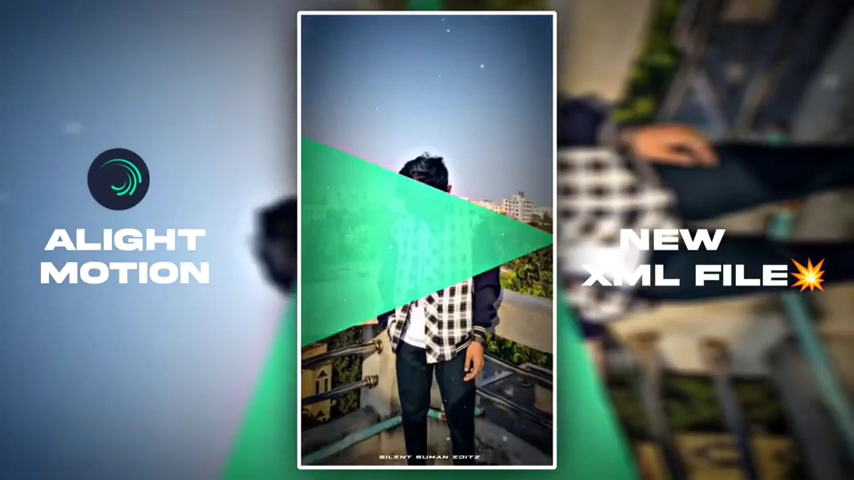 ALIGHT
MOTION
NEW
XML FILE💥
SILENT SUMAN EDITZ